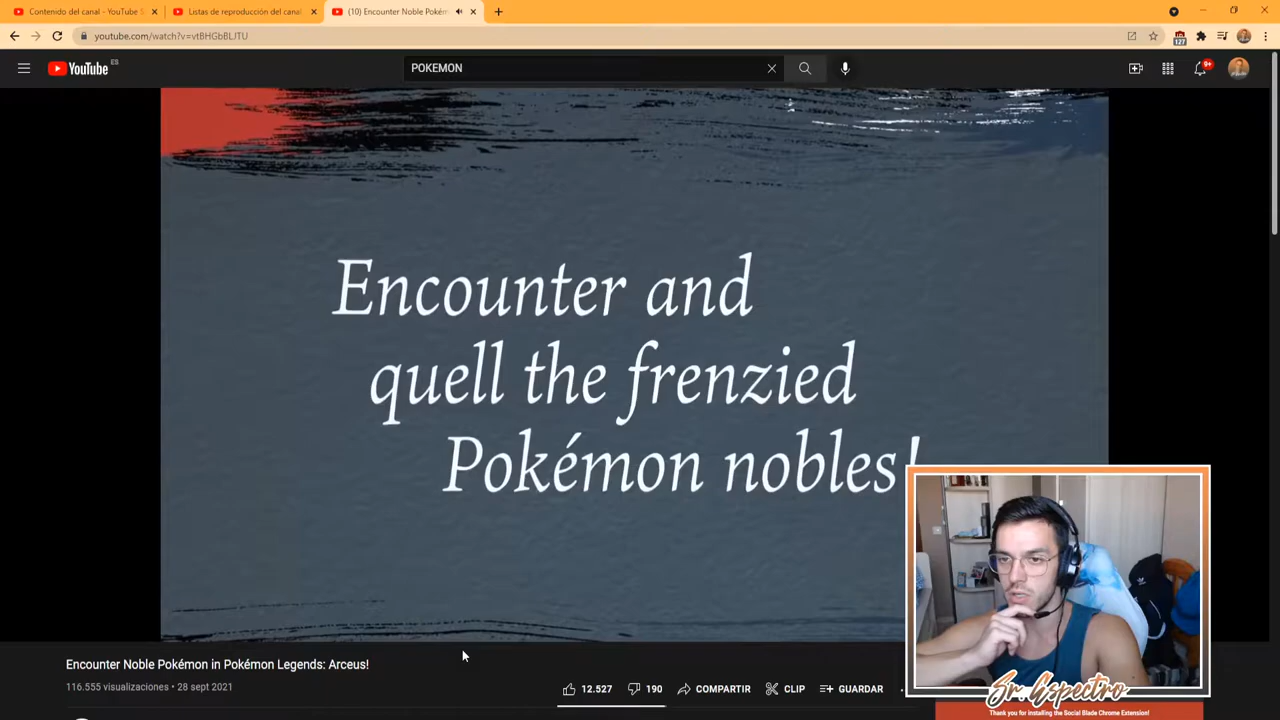 Contenido del canal - YouTube S
Listas de reproducción del canal
(10) Encounter Noble Pokém
youtube.com/watch?v=vtBHGbBLJTU
127
YouTube ES
POKEMON
9+
Encounter and
quell the frenzied
Pokémon nobles!
Encounter Noble Pokémon in Pokémon Legends: Arceus!
116.555 visualizaciones • 28 sept 2021
12.527
190
COMPARTIR
CLIP
GUARDAR
Sr. Espectro
Thank you for installing the Social Blade Chrome Extension!